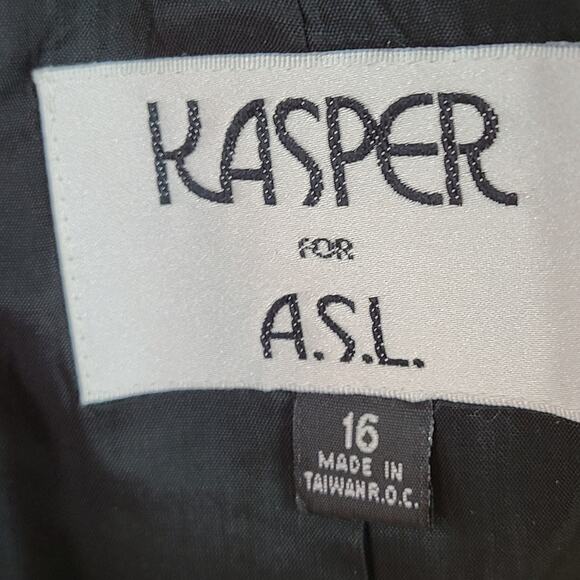 KASPER
FOR
A.S.L.
16
MADE IN
TAIWAN R.O.C.